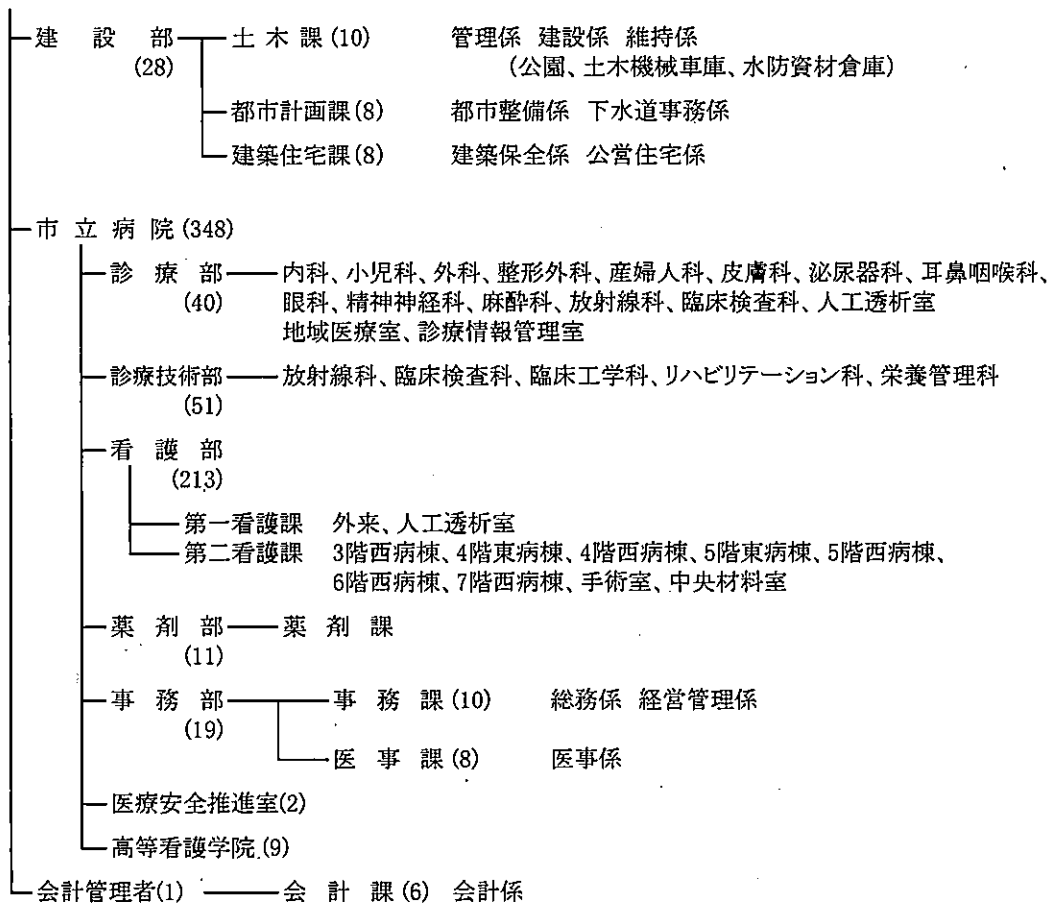 建設部 土木課(10) 管理係 建設係 維持係
(28) (公園、土木機械車庫、水防資材倉庫)
都市計画課(8) 都市整備係 下水道事務係
建築住宅課(8) 建築保全係 公営住宅係
市立病院(348)
診療部 内科、小児科、外科、整形外科、産婦人科、皮膚科、泌尿器科、耳鼻咽喉科、
(40) 眼科、精神神経科、麻酔科、放射線科、臨床検査科、人工透析室
地域医療室、診療情報管理室
診療技術部 放射線科、臨床検査科、臨床工学科、リハビリテーション科、栄養管理科
(51)
看護部
(213)
第一看護課 外来、人工透析室
第二看護課 3階西病棟、4階東病棟、4階西病棟、5階東病棟、5階西病棟、
6階西病棟、7階西病棟、手術室、中央材料室
薬剤部 薬剤課
(11)
事務部 事務課(10) 総務係 経営管理係
(19)
医事課(8) 医事係
医療安全推進室(2)
高等看護学院(9)
会計管理者(1) 会計課(6) 会計係